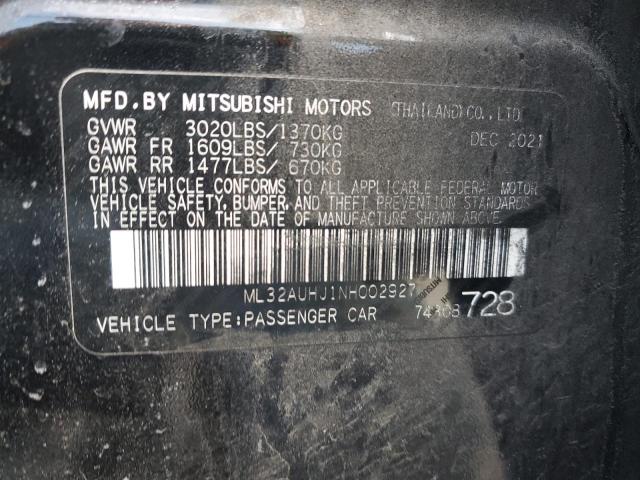 MFD.BY MITSUBISHI MOTORS (THAILAND)CO.,LTD
GVWR 3020LBS/1370KG DEC 2021
GAWR FR 1609LBS/ 730KG
GAWR RR 1477LBS/ 670KG
THIS VEHICLE CONFORMS TO ALL APPLICABLE FEDERAL MOTOR
VEHICLE SAFETY, BUMPER, AND THEFT PREVENTION STANDARDS
IN EFFECT ON THE DATE OF MANUFACTURE SHOWN ABOVE.
ML32AUHJ1NH002927
VEHICLE TYPE:PASSENGER CAR 728